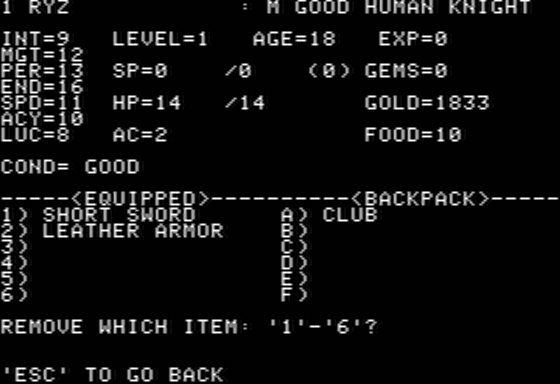 1 RYZ : M GOOD HUMAN KNIGHT
INT=9 LEVEL=1 AGE=18 EXP=0
MGT=12
PER=13 SP=0 /0 (0) GEMS=0
END=16
SPD=11 HP=14 /14 GOLD=1833
ACY=10
LUC=8 AC=2 FOOD=10
COND= GOOD
-----<EQUIPPED>----------<BACKPACK>-----
1) SHORT SWORD A) CLUB
2) LEATHER ARMOR B)
3) C)
4) D)
5) E)
6) F)
REMOVE WHICH ITEM: '1'-'6'?
'ESC' TO GO BACK